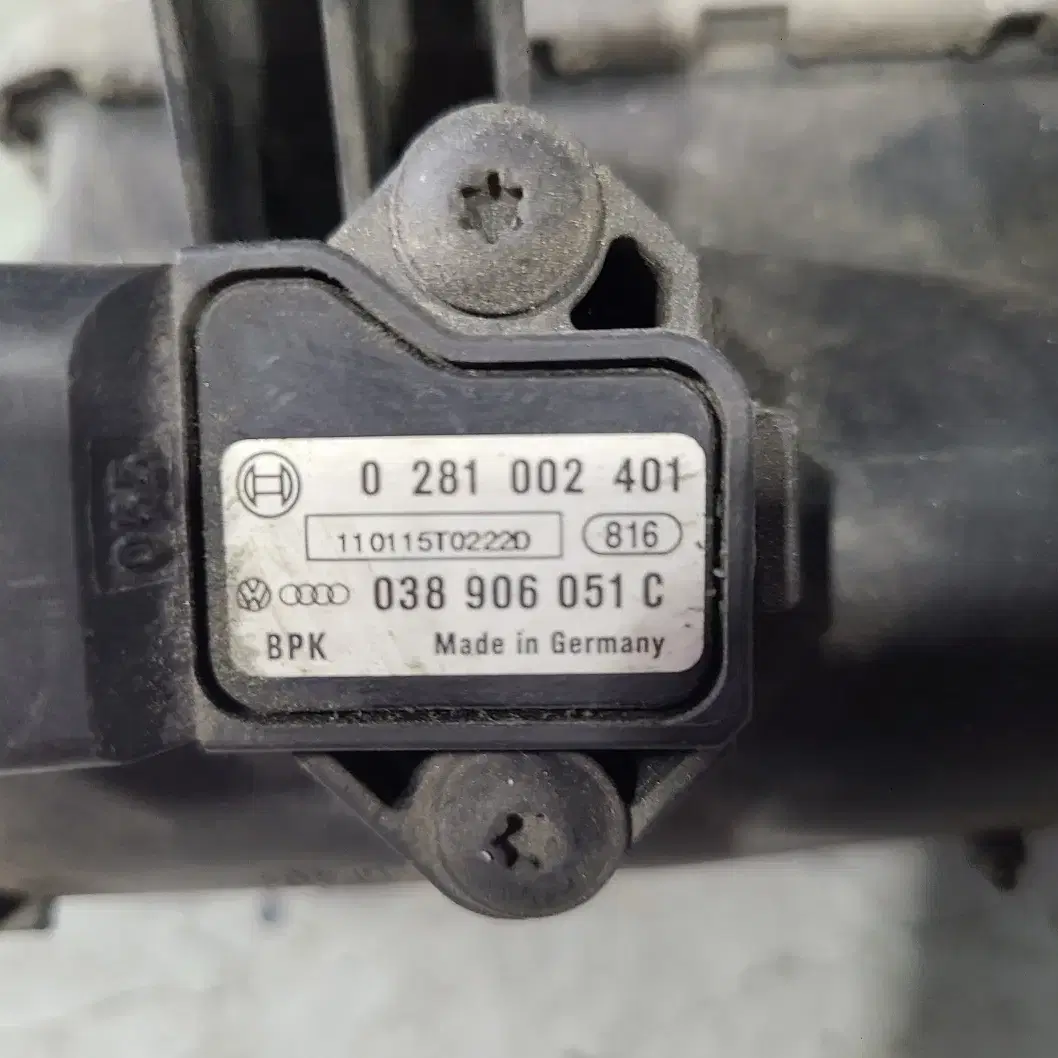 0 281 002 401
110115T0222D
816
038 906 051 C
BPK
Made in Germany